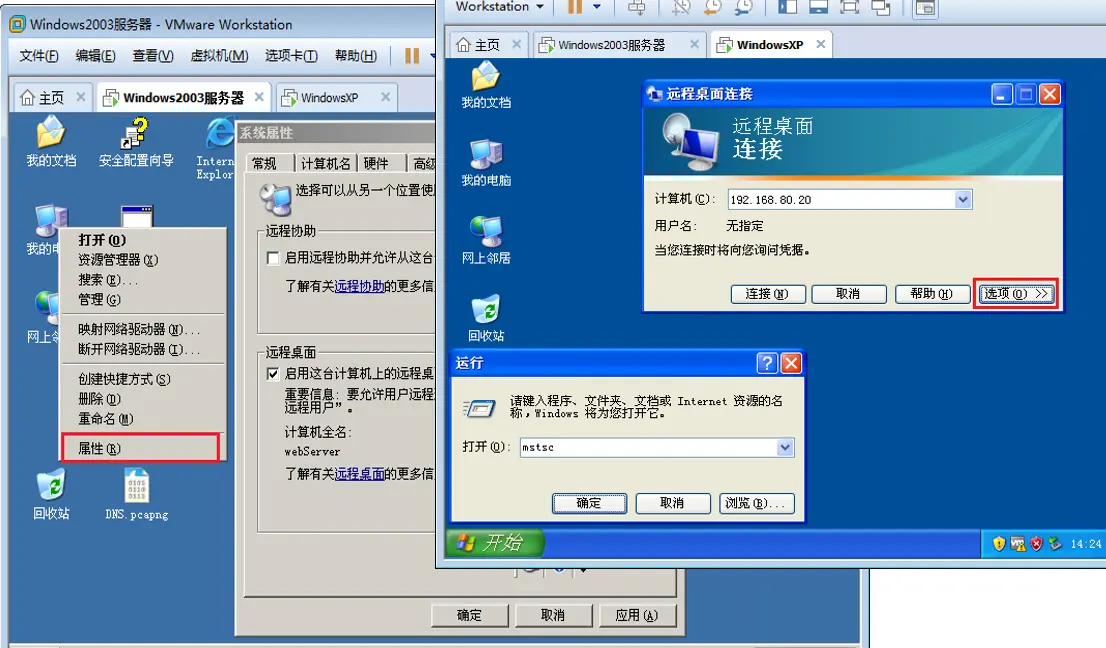 Windows2003服务器 - VMware Workstation
文件(F) 编辑(E) 查看(V) 虚拟机(M) 选项卡(T) 帮助(H)
主页 Windows2003服务器 WindowsXP
我的文档
安全配置向导
Intern
Explor
我的电
打开(O)
资源管理器(X)
搜索(E)...
管理(G)
映射网络驱动器(N)...
断开网络驱动器(I)...
创建快捷方式(S)
删除(D)
重命名(M)
属性(R)
网上邻
回收站
DNS.pcapng
系统属性
常规 计算机名 硬件 高级
选择可以从另一个位置使
远程协助
启用远程协助并允许从这台
了解有关远程协助的更多信
远程桌面
启用这台计算机上的远程桌
重要信息: 要允许用户远程
远程用户”。
计算机全名:
webServer
了解有关远程桌面的更多信
确定 取消 应用(A)
Workstation
主页 Windows2003服务器 WindowsXP
我的文档
我的电脑
网上邻居
回收站
远程桌面连接
远程桌面
连接
计算机(C): 192.168.80.20
用户名: 无指定
当您连接时将向您询问凭据。
连接(N) 取消 帮助(H) 选项(O) >>
运行
请键入程序、文件夹、文档或 Internet 资源的名
称,Windows 将为您打开它。
打开(O): mstsc
确定 取消 浏览(B)...
开始
14:24